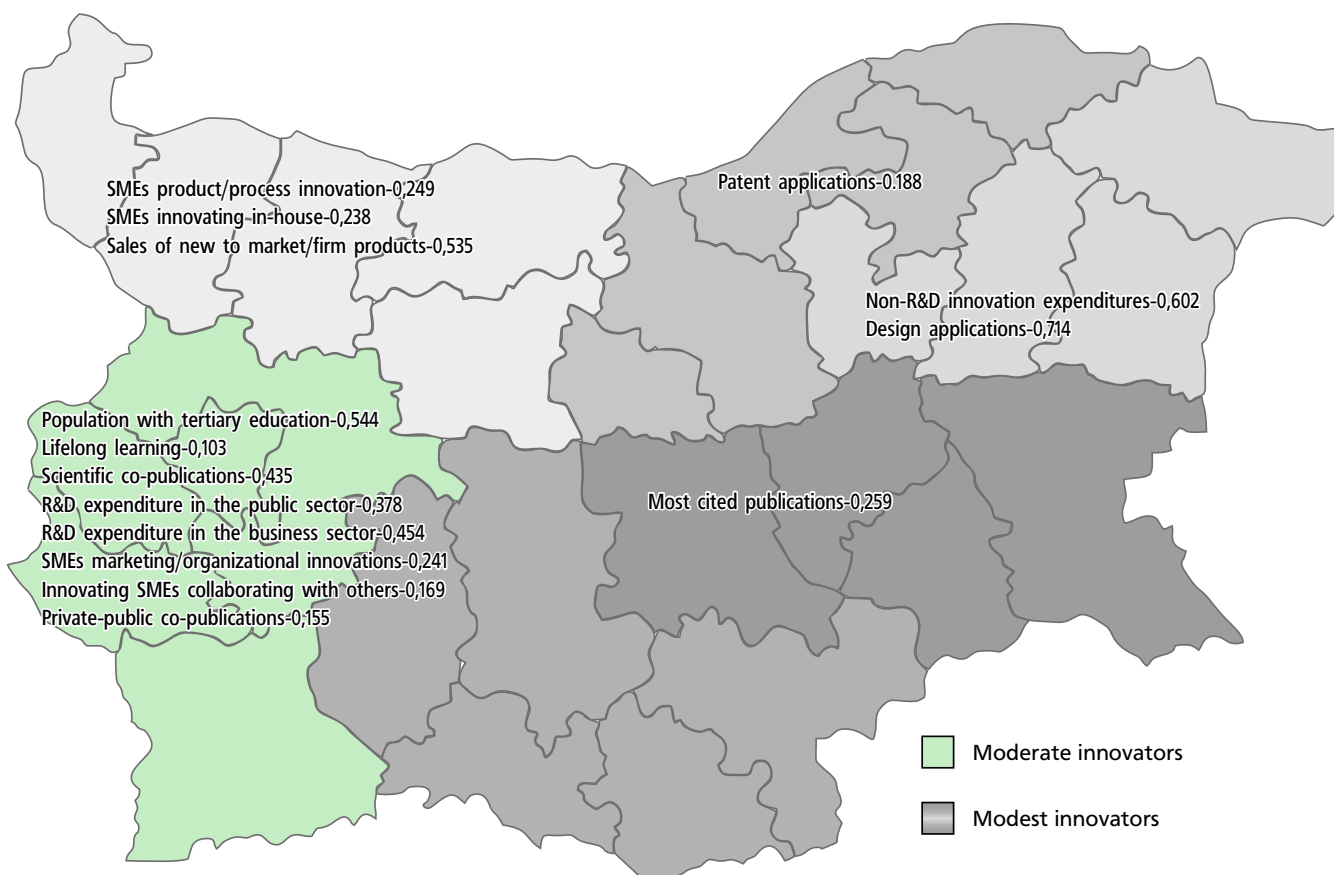 SMEs product/process innovation-0,249
SMEs innovating in-house-0,238
Sales of new to market/firm products-0,535
Patent applications-0.188
Non-R&D innovation expenditures-0,602
Design applications-0,714
Population with tertiary education-0,544
Lifelong learning-0,103
Scientific co-publications-0,435
R&D expenditure in the public sector-0,378
R&D expenditure in the business sector-0,454
SMEs marketing/organizational innovations-0,241
Innovating SMEs collaborating with others-0,169
Private-public co-publications-0,155
Most cited publications-0,259
Moderate innovators
Modest innovators